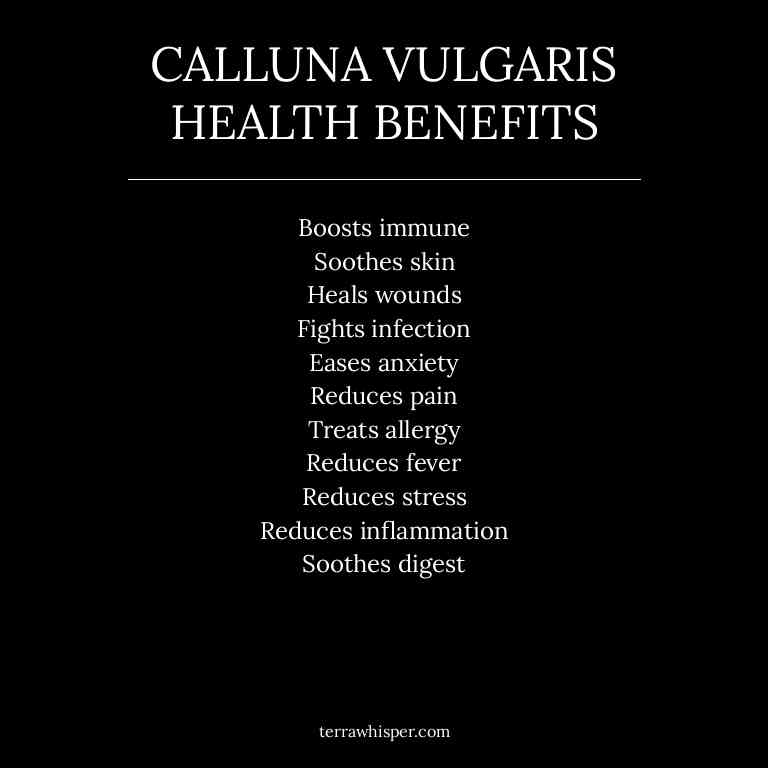 CALLUNA VULGARIS
HEALTH BENEFITS
Boosts immune
Soothes skin
Heals wounds
Fights infection
Eases anxiety
Reduces pain
Treats allergy
Reduces fever
Reduces stress
Reduces inflammation
Soothes digest
terrawhisper.com